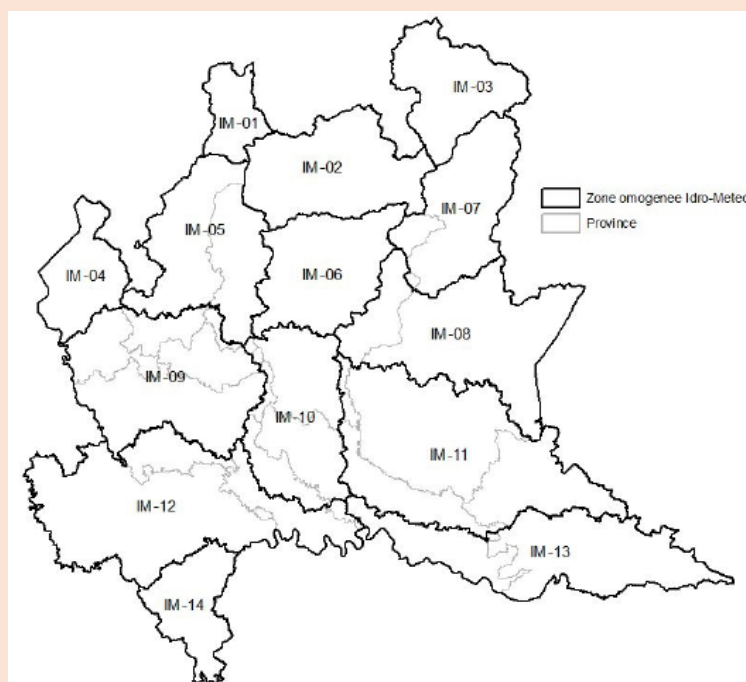 IM-03
IM-01
IM-02
Zone omogenee Idro-Meteo
IM-07
Province
IM-05
IM-04
IM-06
IM-08
IM-09
IM-10
IM-11
IM-12
IM-13
IM-14